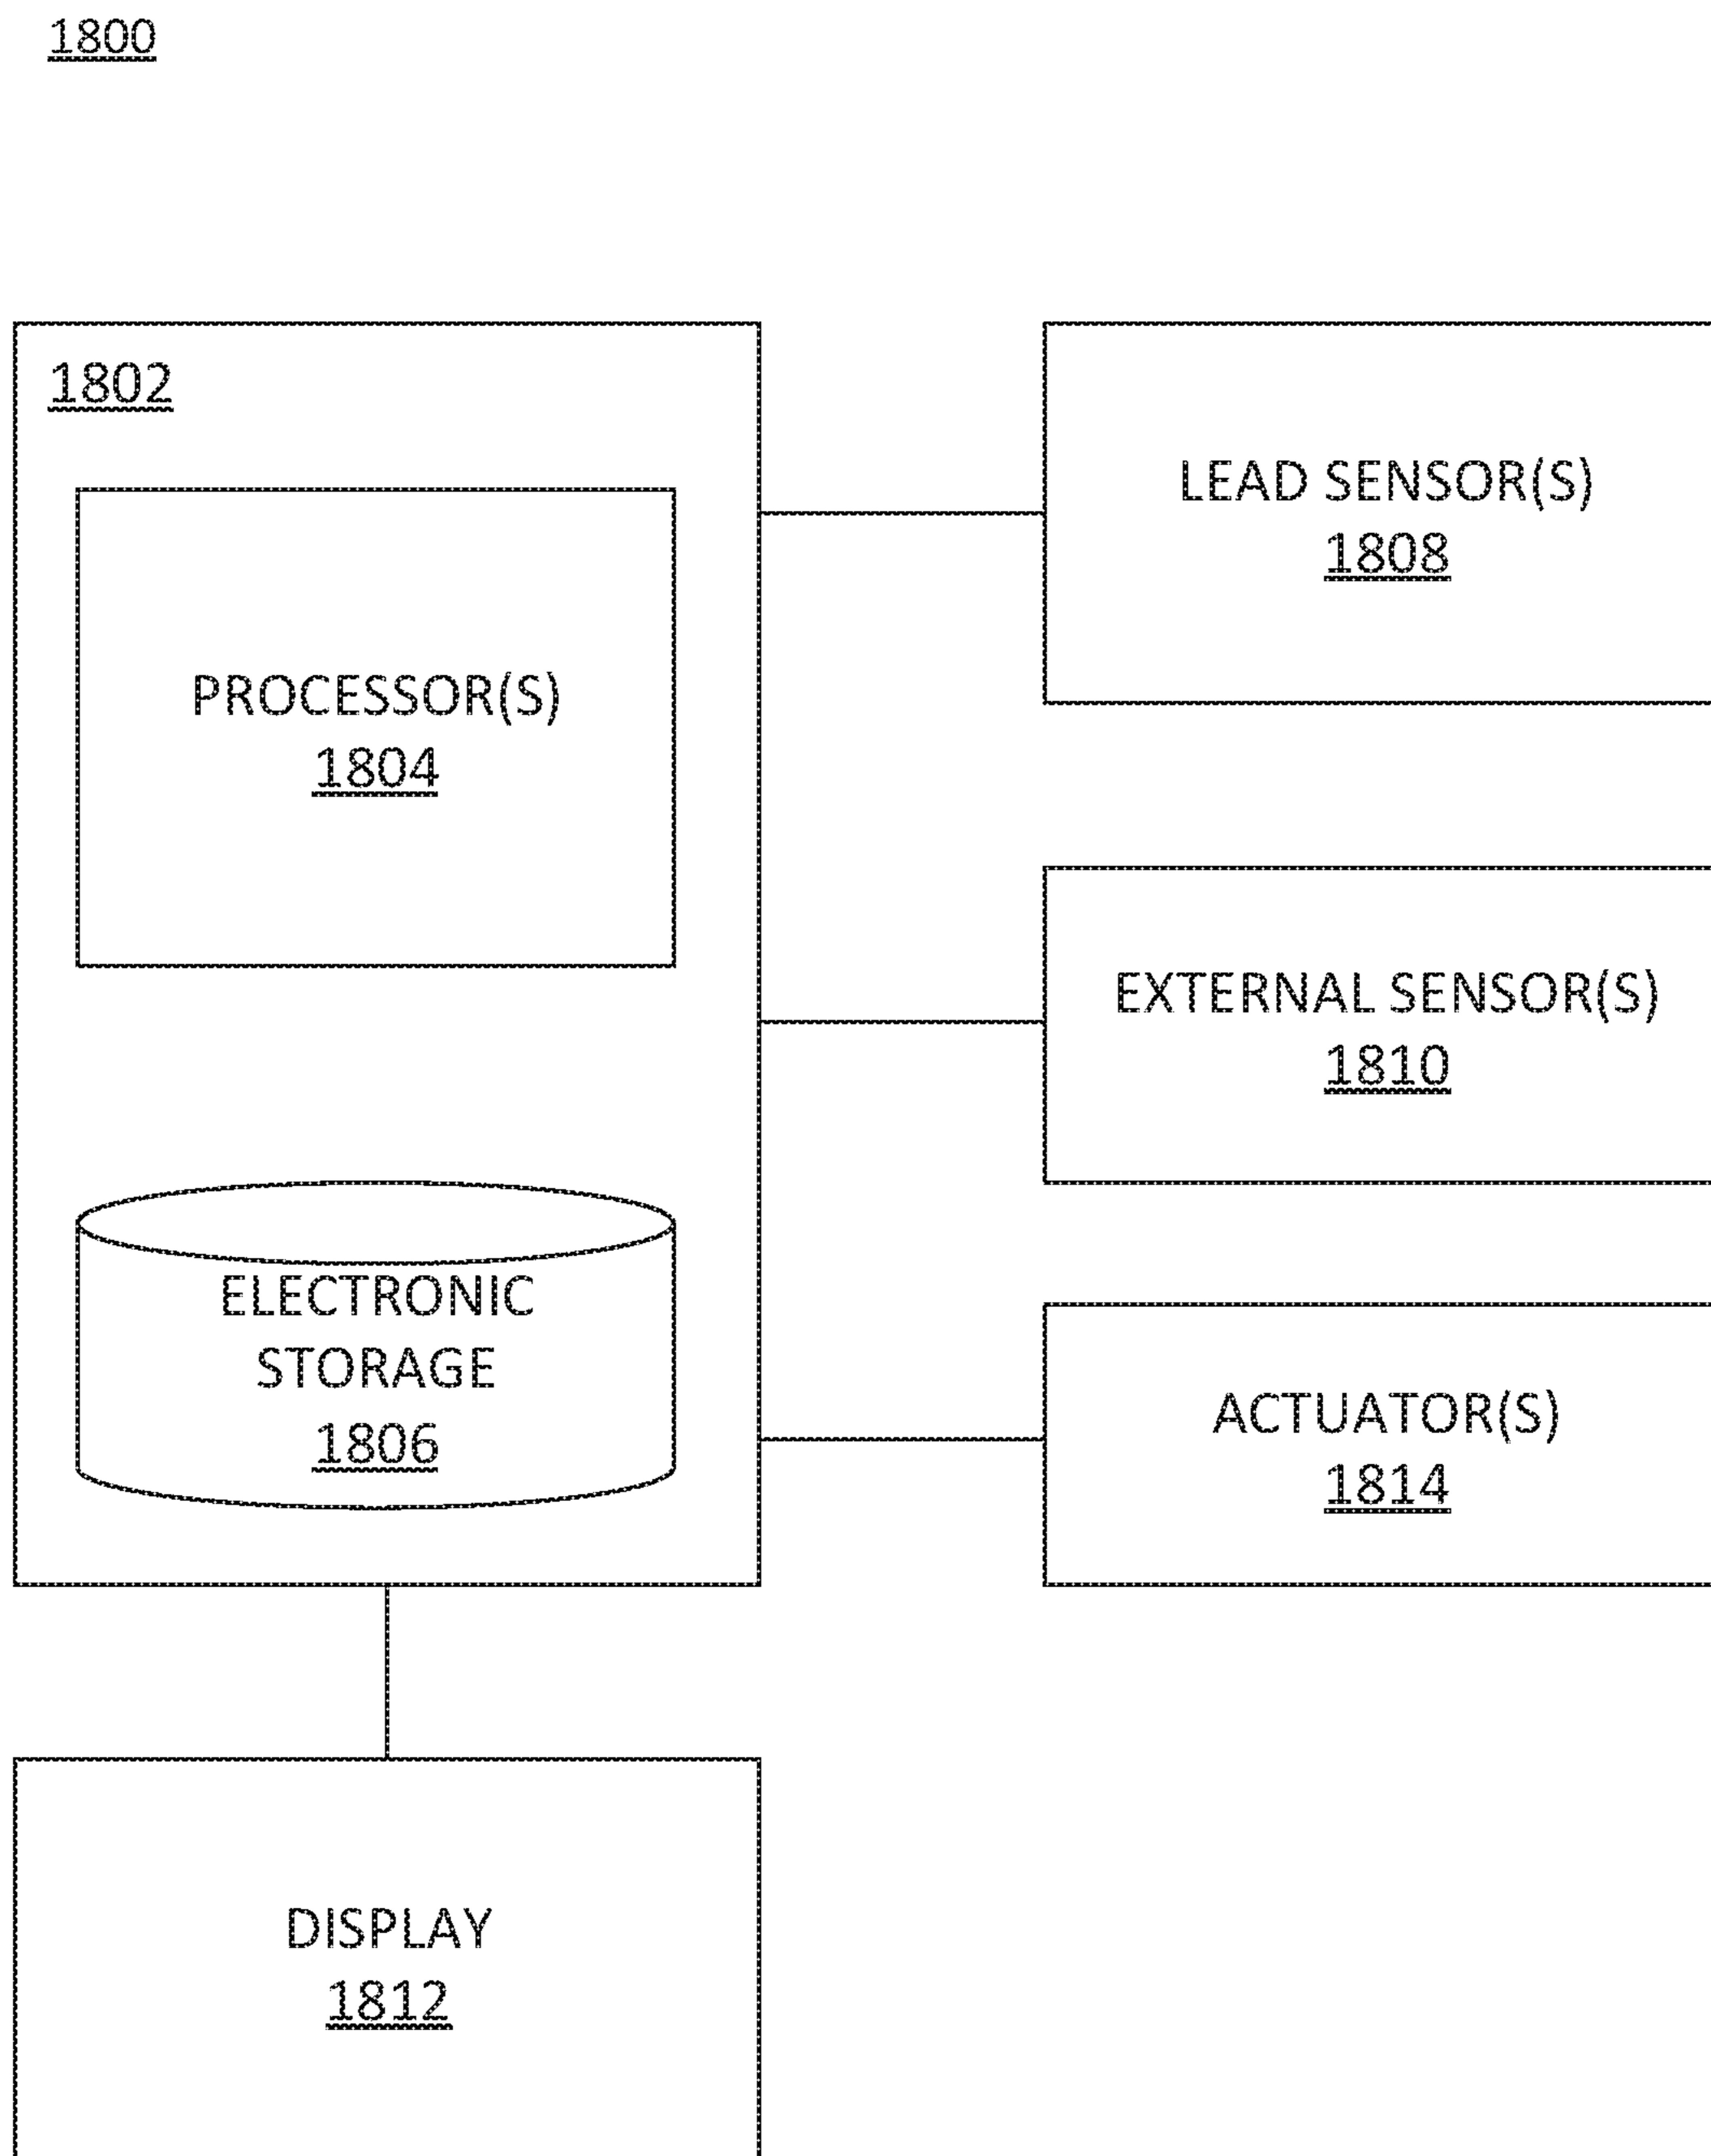 1800
1802
PROCESSOR(S)
1804
ELECTRONIC
STORAGE
1806
LEAD SENSOR(S)
1808
EXTERNAL SENSOR(S)
1810
ACTUATOR(S)
1814
DISPLAY
1812